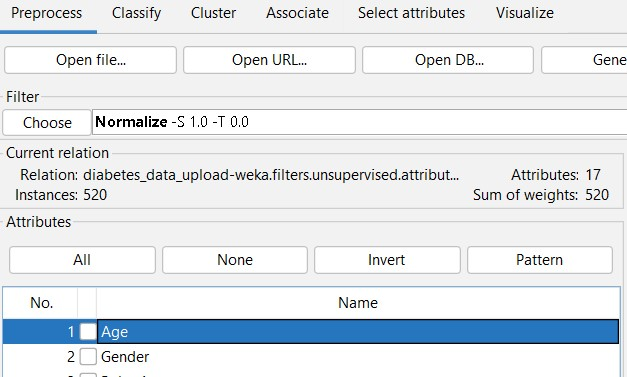 Preprocess Classify Cluster Associate Select attributes Visualize
Open file... Open URL... Open DB... Gene
Filter
Choose Normalize -S 1.0 -T 0.0
Current relation
Relation: diabetes_data_upload-weka.filters.unsupervised.attribut... Attributes: 17
Instances: 520 Sum of weights: 520
Attributes
All None Invert Pattern
No. Name
1 Age
2 Gender